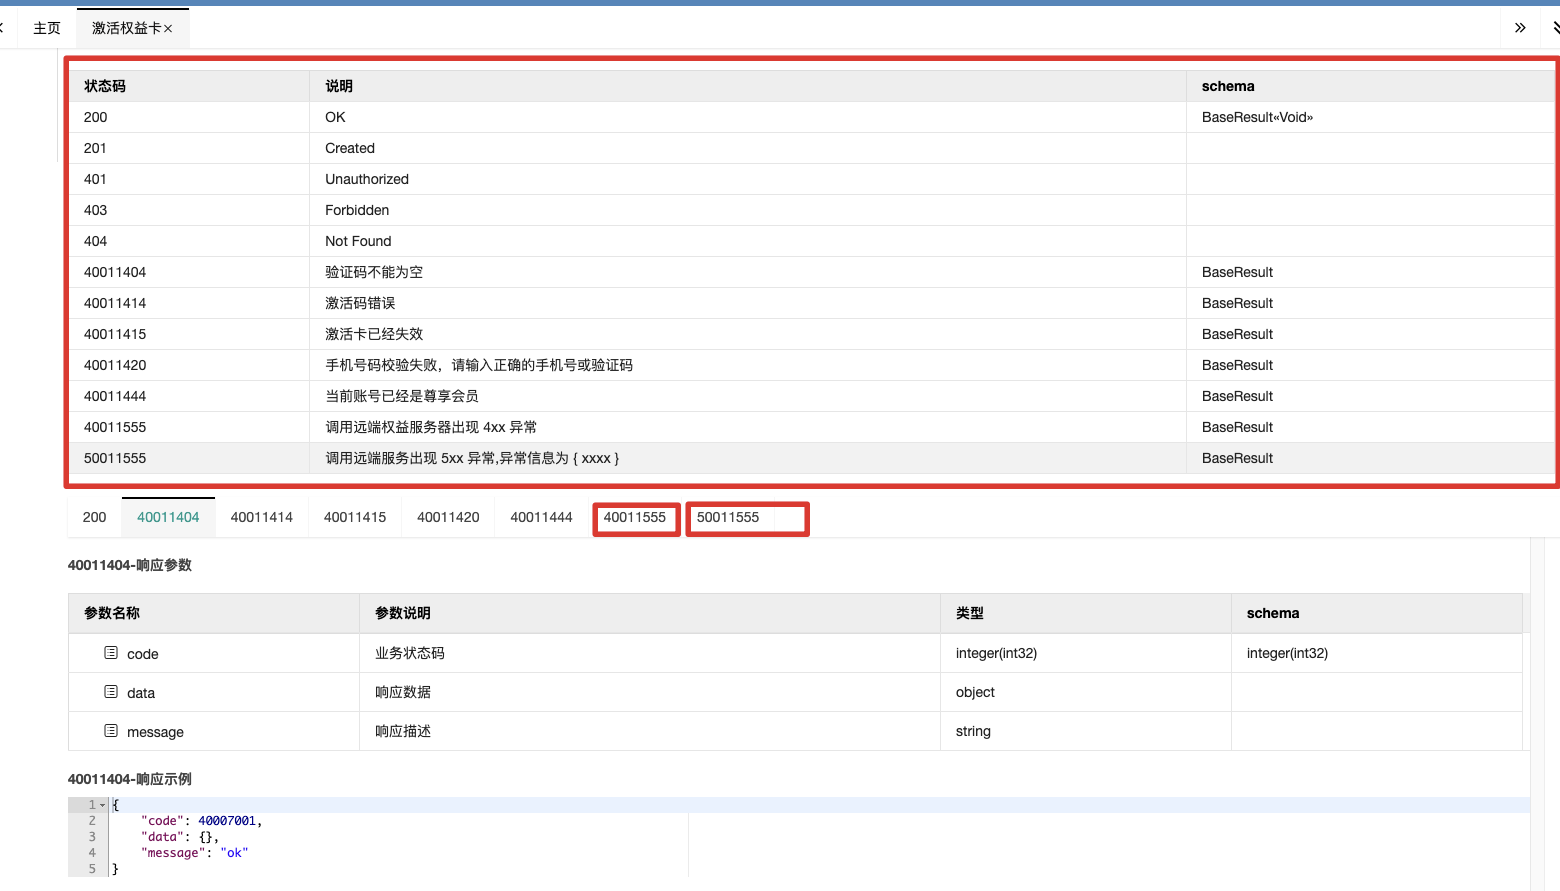 主页 激活权益卡×
状态码 说明 schema
200 OK BaseResult«Void»
201 Created
401 Unauthorized
403 Forbidden
404 Not Found
40011404 验证码不能为空 BaseResult
40011414 激活码错误 BaseResult
40011415 激活卡已经失效 BaseResult
40011420 手机号码校验失败，请输入正确的手机号或验证码 BaseResult
40011444 当前账号已经是尊享会员 BaseResult
40011555 调用远端权益服务器出现 4xx 异常 BaseResult
50011555 调用远端服务出现 5xx 异常,异常信息为 { xxxx } BaseResult
200 40011404 40011414 40011415 40011420 40011444 40011555 50011555
40011404-响应参数
参数名称 参数说明 类型 schema
code 业务状态码 integer(int32) integer(int32)
data 响应数据 object
message 响应描述 string
40011404-响应示例
1 {
2 "code": 40007001,
3 "data": {},
4 "message": "ok"
5 }